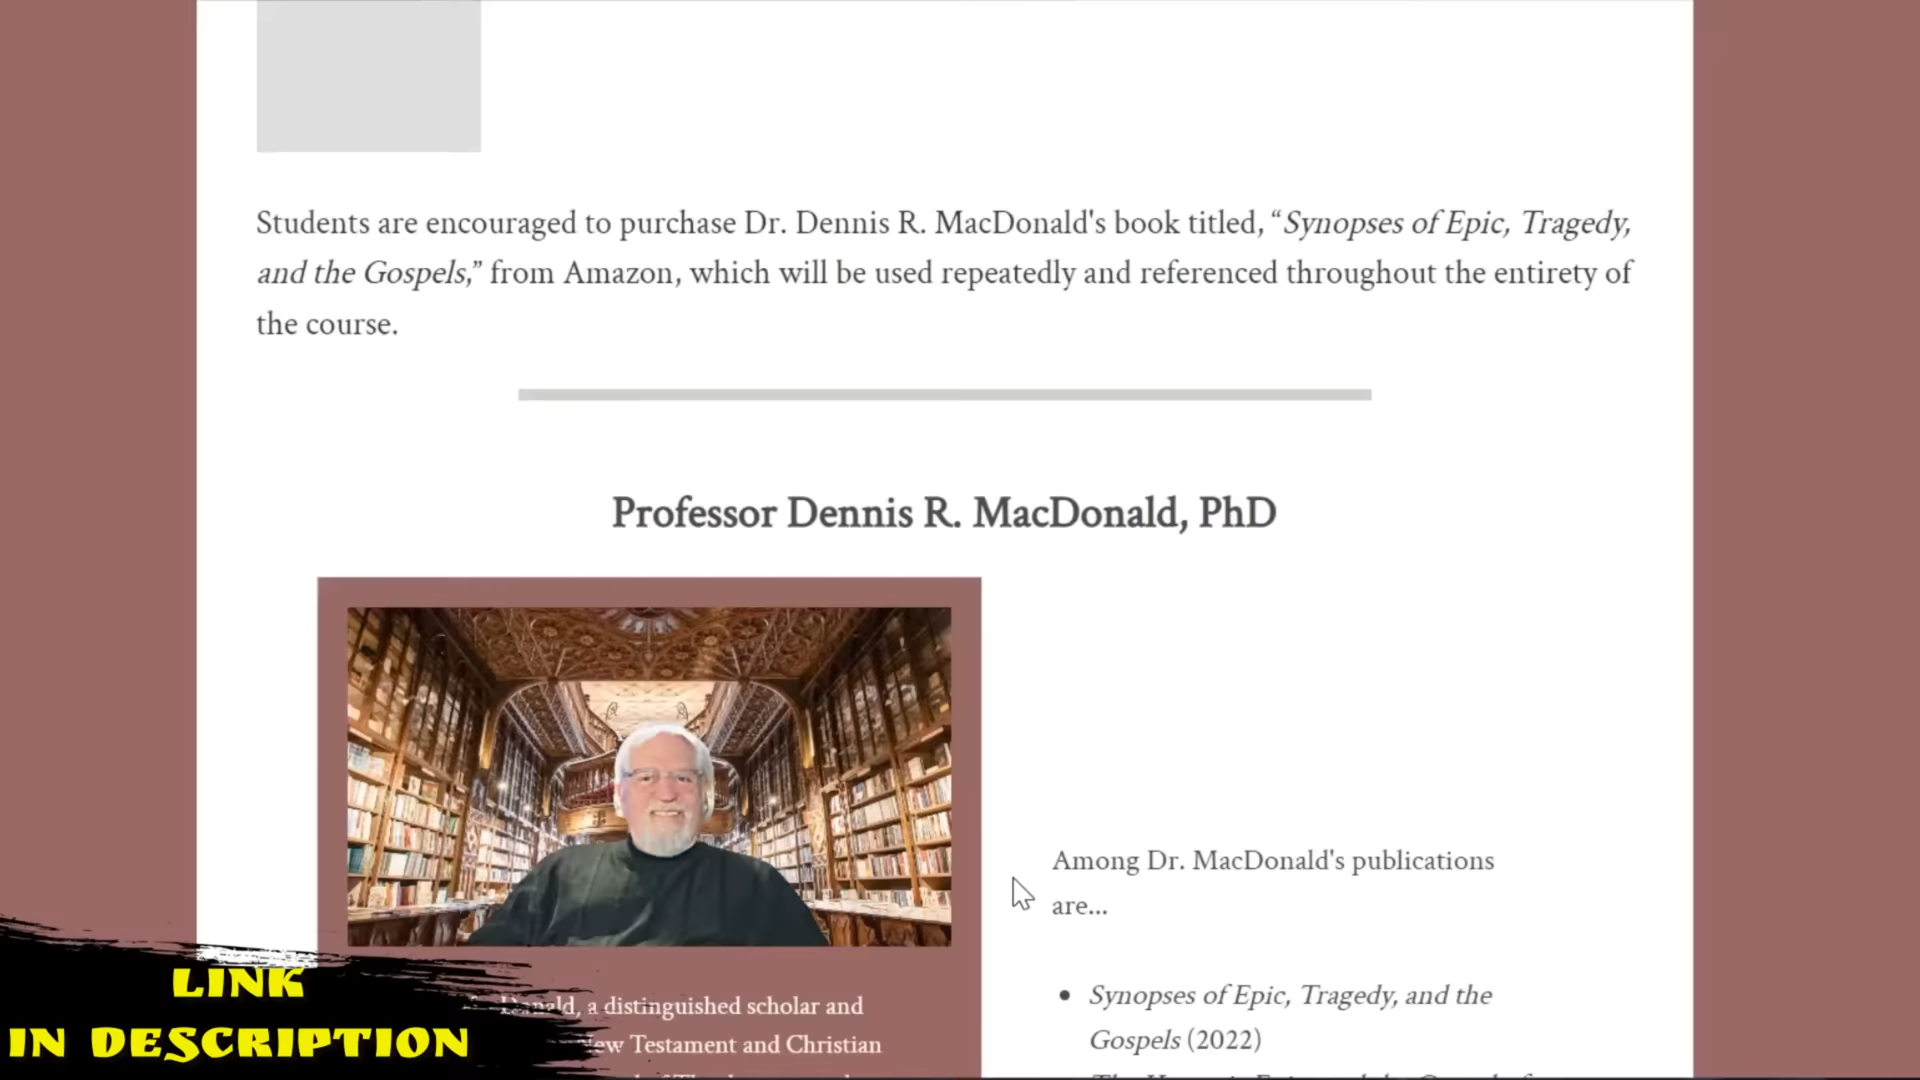 Students are encouraged to purchase Dr. Dennis R. MacDonald's book titled, “Synopses of Epic, Tragedy,
and the Gospels,” from Amazon, which will be used repeatedly and referenced throughout the entirety of
the course.
Professor Dennis R. MacDonald, PhD
Among Dr. MacDonald's publications
are...
Synopses of Epic, Tragedy, and the
Gospels (2022)
a distinguished scholar and
New Testament and Christian
LINK
IN DESCRIPTION